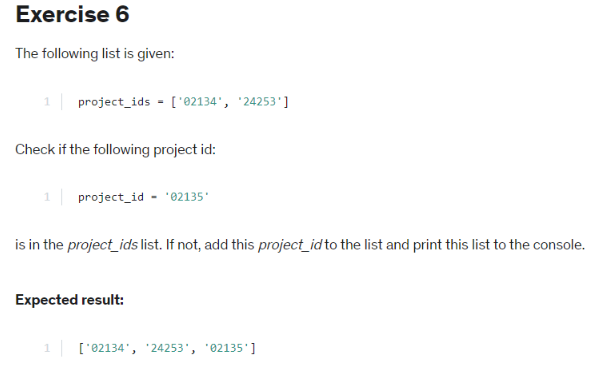 Exercise 6
The following list is given:
1 project_ids = ['02134', '24253']
Check if the following project id:
1 project_id = '02135'
is in the project_ids list. If not, add this project_id to the list and print this list to the console.
Expected result:
1 ['02134', '24253', '02135']